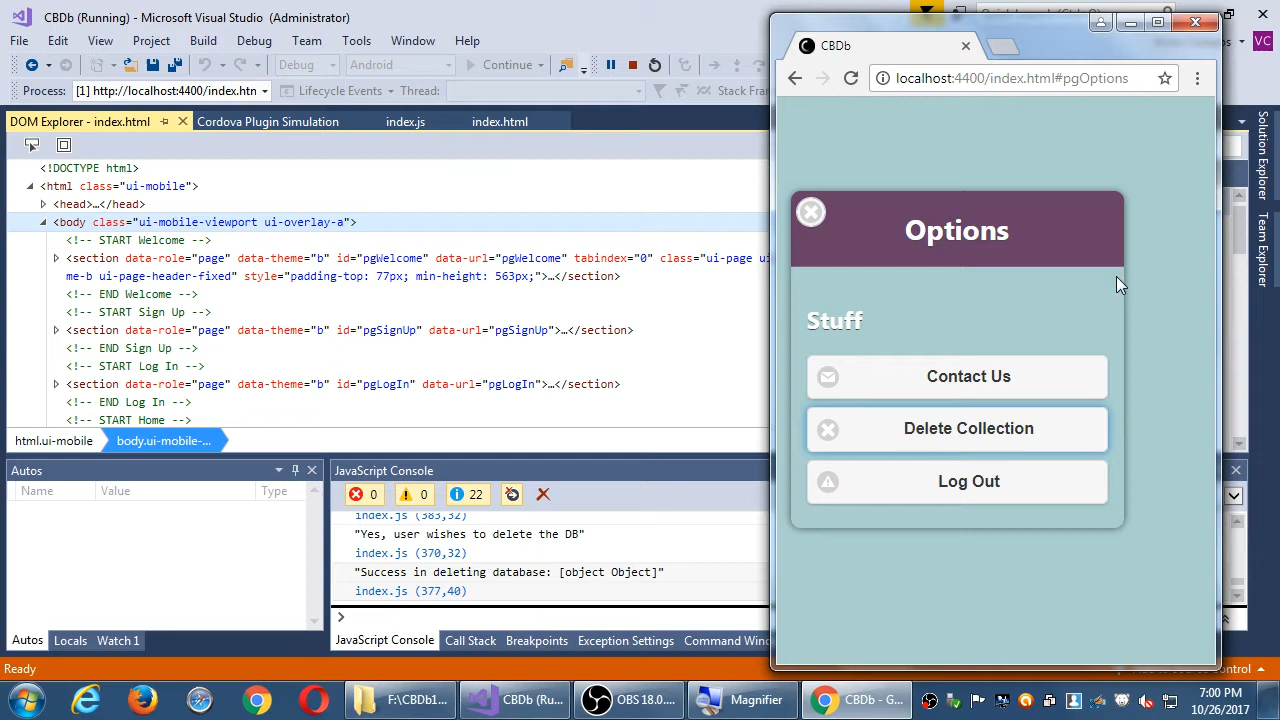 CBDb (Running) - Microsoft Visual Studio (Administrator)
File Edit View Project Build Debug Team Tools Window Help
Debug Android Continue
Process: [1] http://localhost:4400/index.htn Lifecycle Events Thread: Stack Fram
DOM Explorer - index.html Cordova Plugin Simulation index.js index.html
<!DOCTYPE html>
<html class="ui-mobile">
<head>…</head>
<body class="ui-mobile-viewport ui-overlay-a">
<!-- START Welcome -->
<section data-role="page" data-theme="b" id="pgWelcome" data-url="pgWelcome" tabindex="0" class="ui-page u
me-b ui-page-header-fixed" style="padding-top: 77px; min-height: 563px;">…</section>
<!-- END Welcome -->
<!-- START Sign Up -->
<section data-role="page" data-theme="b" id="pgSignUp" data-url="pgSignUp">…</section>
<!-- END Sign Up -->
<!-- START Log In -->
<section data-role="page" data-theme="b" id="pgLogIn" data-url="pgLogIn">…</section>
<!-- END Log In -->
<!-- START Home -->
html.ui-mobile body.ui-mobile-...
Autos
Name Value Type
Autos Locals Watch 1
JavaScript Console
0 0 22
index.js (383,32)
"Yes, user wishes to delete the DB"
index.js (370,32)
"Success in deleting database: [object Object]"
index.js (377,40)
JavaScript Console Call Stack Breakpoints Exception Settings Command Wind
Ready
CBDb
localhost:4400/index.html#pgOptions
Options
Stuff
Contact Us
Delete Collection
Log Out
VC
Solution Explorer
Team Explorer
F:\CBDb1... CBDb (Ru... OBS 18.0.... Magnifier CBDb - G...
7:00 PM
10/26/2017